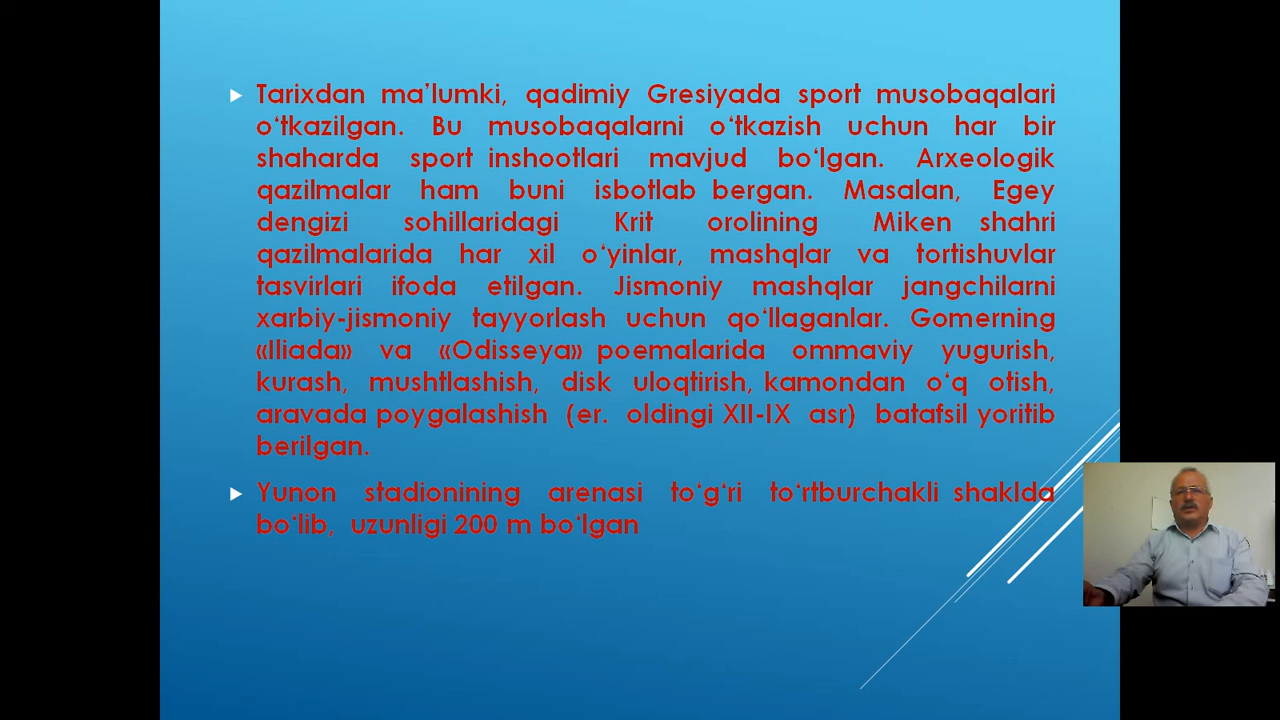 Tarixdan ma’lumki, qadimiy Gresiyada sport musobaqalari
o‘tkazilgan. Bu musobaqalarni o‘tkazish uchun har bir
shaharda sport inshootlari mavjud bo‘lgan. Arxeologik
qazilmalar ham buni isbotlab bergan. Masalan, Egey
dengizi sohillaridagi Krit orolining Miken shahri
qazilmalarida har xil o‘yinlar, mashqlar va tortishuvlar
tasvirlari ifoda etilgan. Jismoniy mashqlar jangchilarni
xarbiy-jismoniy tayyorlash uchun qo‘llaganlar. Gomerning
«Iliada» va «Odisseya» poemalarida ommaviy yugurish,
kurash, mushtlashish, disk uloqtirish, kamondan o‘q otish,
aravada poygalashish (er. oldingi XII-IX asr) batafsil yoritib
berilgan.
Yunon stadionining arenasi to‘g‘ri to‘rtburchakli shaklda
bo‘lib, uzunligi 200 m bo‘lgan